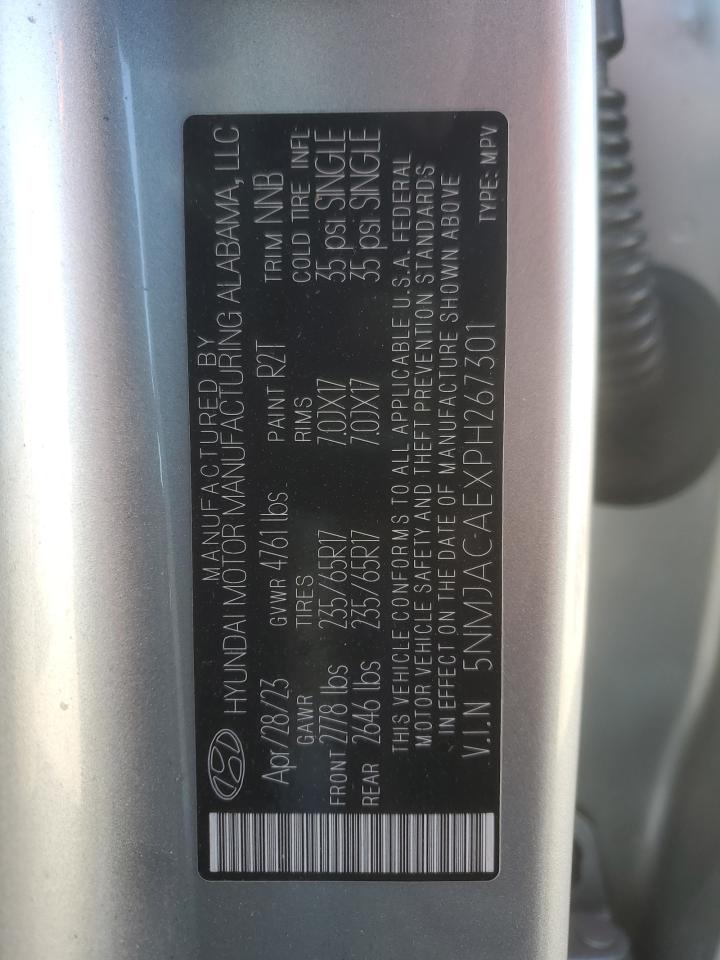 MANUFACTURED BY
HYUNDAI MOTOR MANUFACTURING ALABAMA, LLC
Apr/28/23 GVWR 4761 lbs PAINT R2T TRIM NNB
GAWR TIRES RIMS COLD TIRE INFL
FRONT 2778 lbs 235/65R17 7.0JX17 35 psi SINGLE
REAR 2646 lbs 235/65R17 7.0JX17 35 psi SINGLE
THIS VEHICLE CONFORMS TO ALL APPLICABLE U.S.A. FEDERAL
MOTOR VEHICLE SAFETY AND THEFT PREVENTION STANDARDS
IN EFFECT ON THE DATE OF MANUFACTURE SHOWN ABOVE
V.I.N 5NMJACAEXPH267301 TYPE: MPV